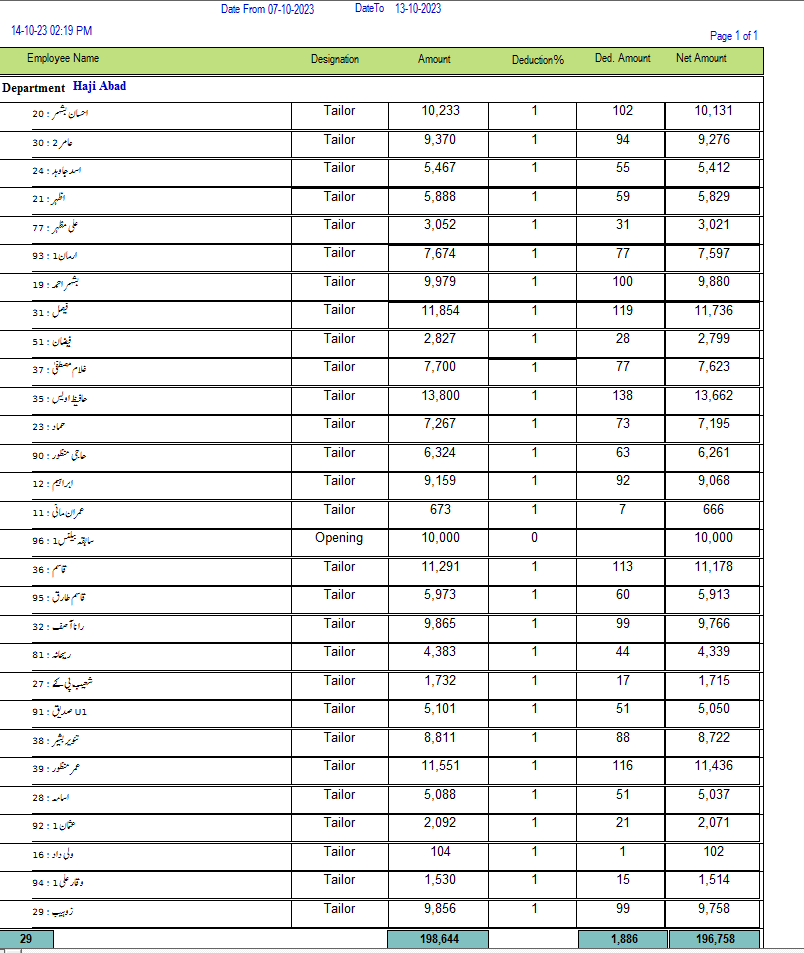 Date From 07-10-2023 DateTo 13-10-2023
14-10-23 02:19 PM
Page 1 of 1
Employee Name Designation Amount Deduction% Ded. Amount Net Amount
Department Haji Abad
20 : احسان بشیر Tailor 10,233 1 102 10,131
30 : عامر 2 Tailor 9,370 1 94 9,276
24 : اسد جاوید Tailor 5,467 1 55 5,412
21 : اظہر Tailor 5,888 1 59 5,829
77 : علی مظہر Tailor 3,052 1 31 3,021
93 : ارمان 1 Tailor 7,674 1 77 7,597
19 : بشیر احمد Tailor 9,979 1 100 9,880
31 : فیصل Tailor 11,854 1 119 11,736
51 : فیضان Tailor 2,827 1 28 2,799
37 : غلام مصطفیٰ Tailor 7,700 1 77 7,623
35 : حافیظ اویس Tailor 13,800 1 138 13,662
23 : حماد Tailor 7,267 1 73 7,195
90 : حاجی منظور Tailor 6,324 1 63 6,261
12 : ابراہیم Tailor 9,159 1 92 9,068
11 : عمران مانی Tailor 673 1 7 666
96 : سابقہ بیلنس 1 Opening 10,000 0 10,000
36 : قاسم Tailor 11,291 1 113 11,178
95 : قاسم طارق Tailor 5,973 1 60 5,913
32 : رانا آصف Tailor 9,865 1 99 9,766
81 : ریحانہ Tailor 4,383 1 44 4,339
27 : شعیب پی کے Tailor 1,732 1 17 1,715
91 : صدیق U1 Tailor 5,101 1 51 5,050
38 : تنویر بشیر Tailor 8,811 1 88 8,722
39 : عمر منظور Tailor 11,551 1 116 11,436
28 : اسامہ Tailor 5,088 1 51 5,037
92 : عثمان 1 Tailor 2,092 1 21 2,071
16 : ولی داد Tailor 104 1 1 102
94 : وقار علی 1 Tailor 1,530 1 15 1,514
29 : زوہیب Tailor 9,856 1 99 9,758
29 198,644 1,886 196,758